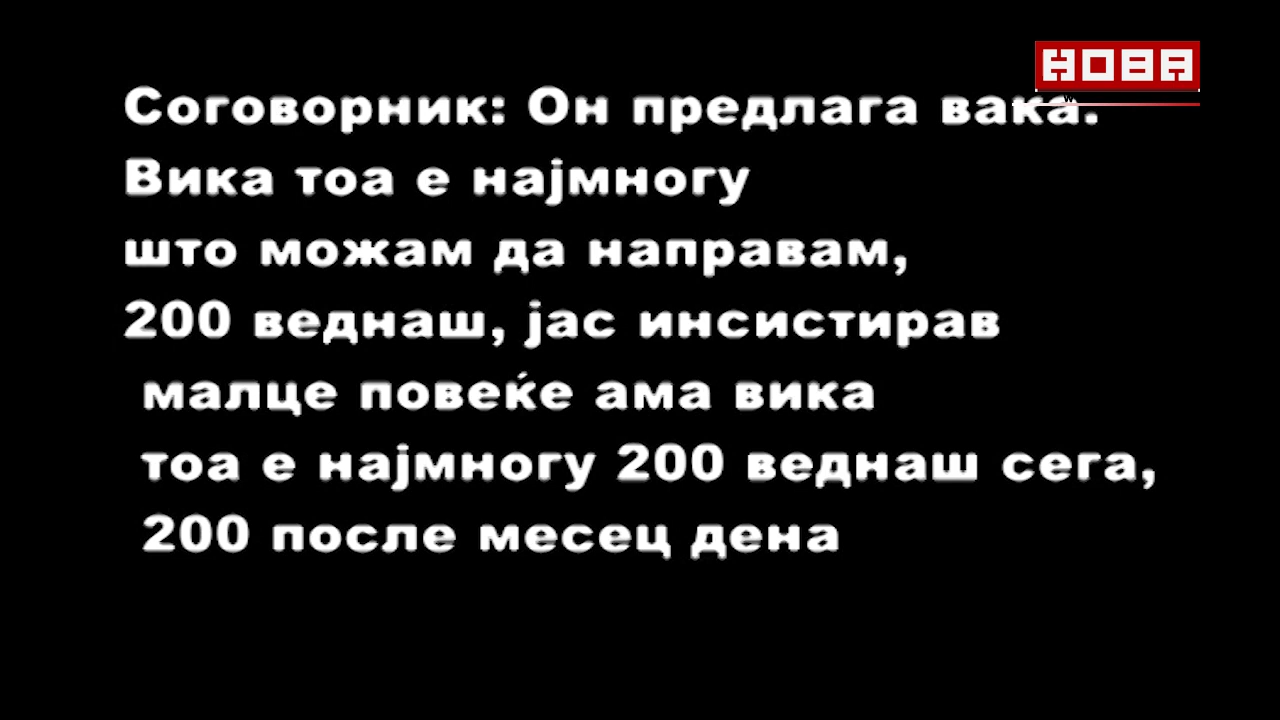 НОВА
Соговорник: Он предлага вака.
Вика тоа е најмногу
што можам да направам,
200 веднаш, јас инсистирав
малце повеќе ама вика
тоа е најмногу 200 веднаш сега,
200 после месец дена